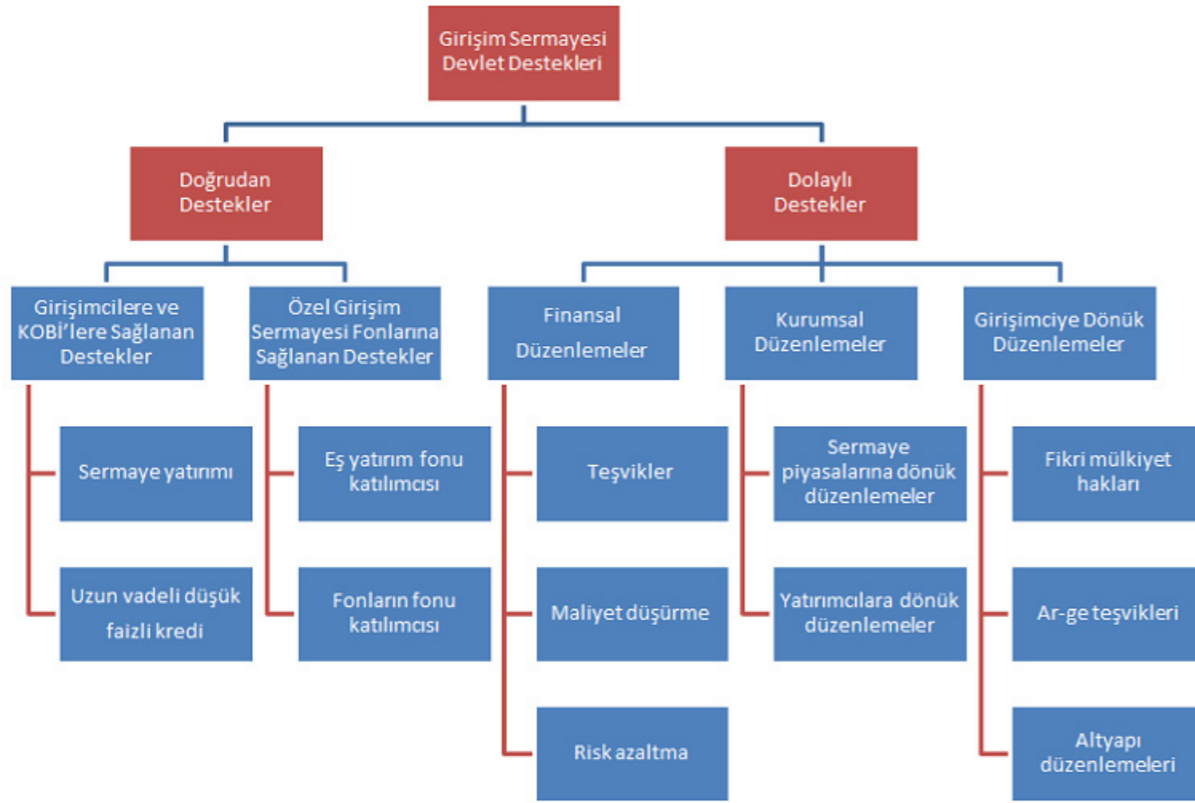 Girişim Sermayesi
Devlet Destekleri
Doğrudan
Destekler
Dolaylı
Destekler
Girişimcilere ve
KOBİ'lere Sağlanan
Destekler
Özel Girişim
Sermayesi Fonlarına
Sağlanan Destekler
Finansal
Düzenlemeler
Kurumsal
Düzenlemeler
Girişimciye Dönük
Düzenlemeler
Sermaye yatırımı
Uzun vadeli düşük
faizli kredi
Eş yatırım fonu
katılımcısı
Fonların fonu
katılımcısı
Teşvikler
Maliyet düşürme
Risk azaltma
Sermaye
piyasalarına dönük
düzenlemeler
Yatırımcılara dönük
düzenlemeler
Fikri mülkiyet
hakları
Ar-ge teşvikleri
Altyapı
düzenlemeleri